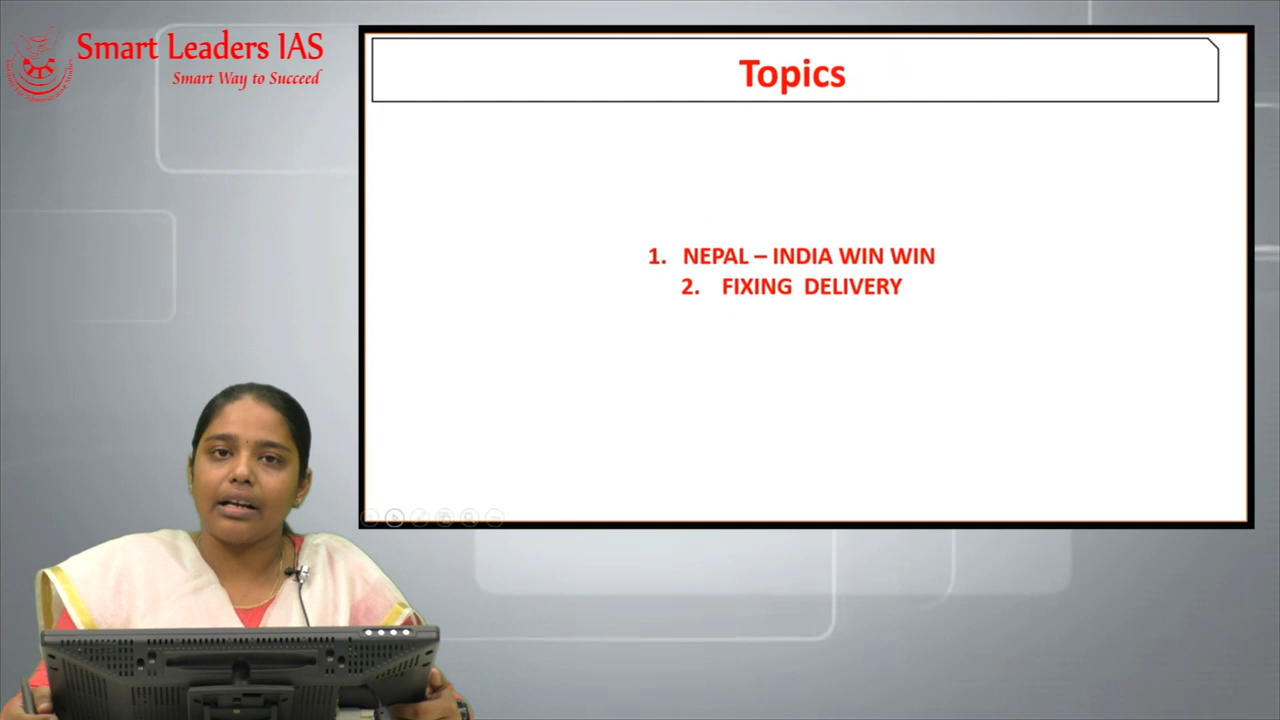 Smart Leaders IAS
Smart Way to Succeed
Topics
1. NEPAL – INDIA WIN WIN
2. FIXING DELIVERY